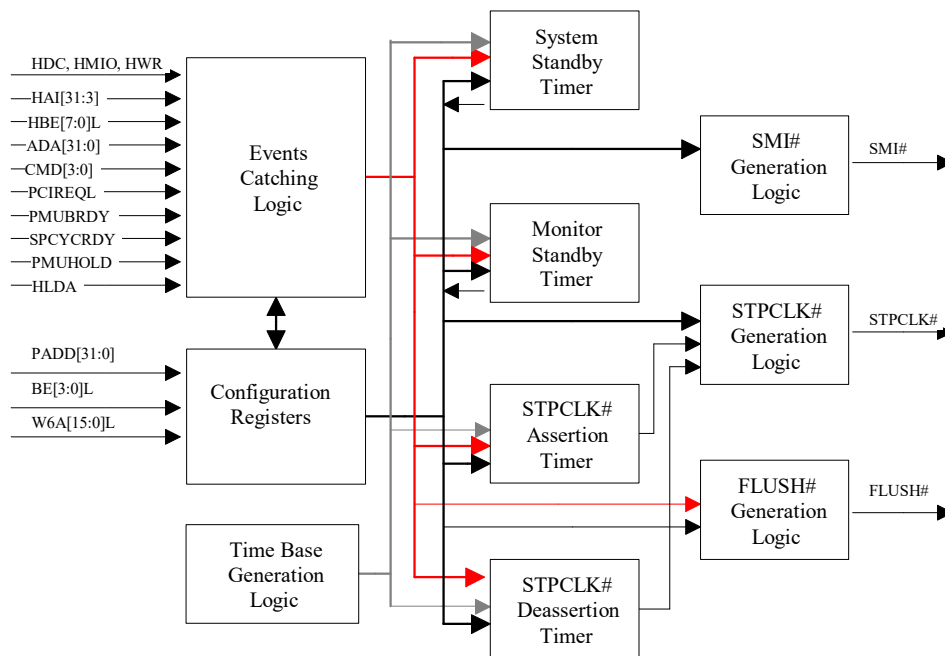 HDC, HMIO, HWR
HAI[31:3]
HBE[7:0]L
ADA[31:0]
CMD[3:0]
PCIREQL
PMUBRDY
SPCYCRDY
PMUHOLD
HLDA
Events
Catching
Logic
PADD[31:0]
BE[3:0]L
W6A[15:0]L
Configuration
Registers
Time Base
Generation
Logic
System
Standby
Timer
Monitor
Standby
Timer
STPCLK#
Assertion
Timer
STPCLK#
Deassertion
Timer
SMI#
Generation
Logic
SMI#
STPCLK#
Generation
Logic
STPCLK#
FLUSH#
Generation
Logic
FLUSH#